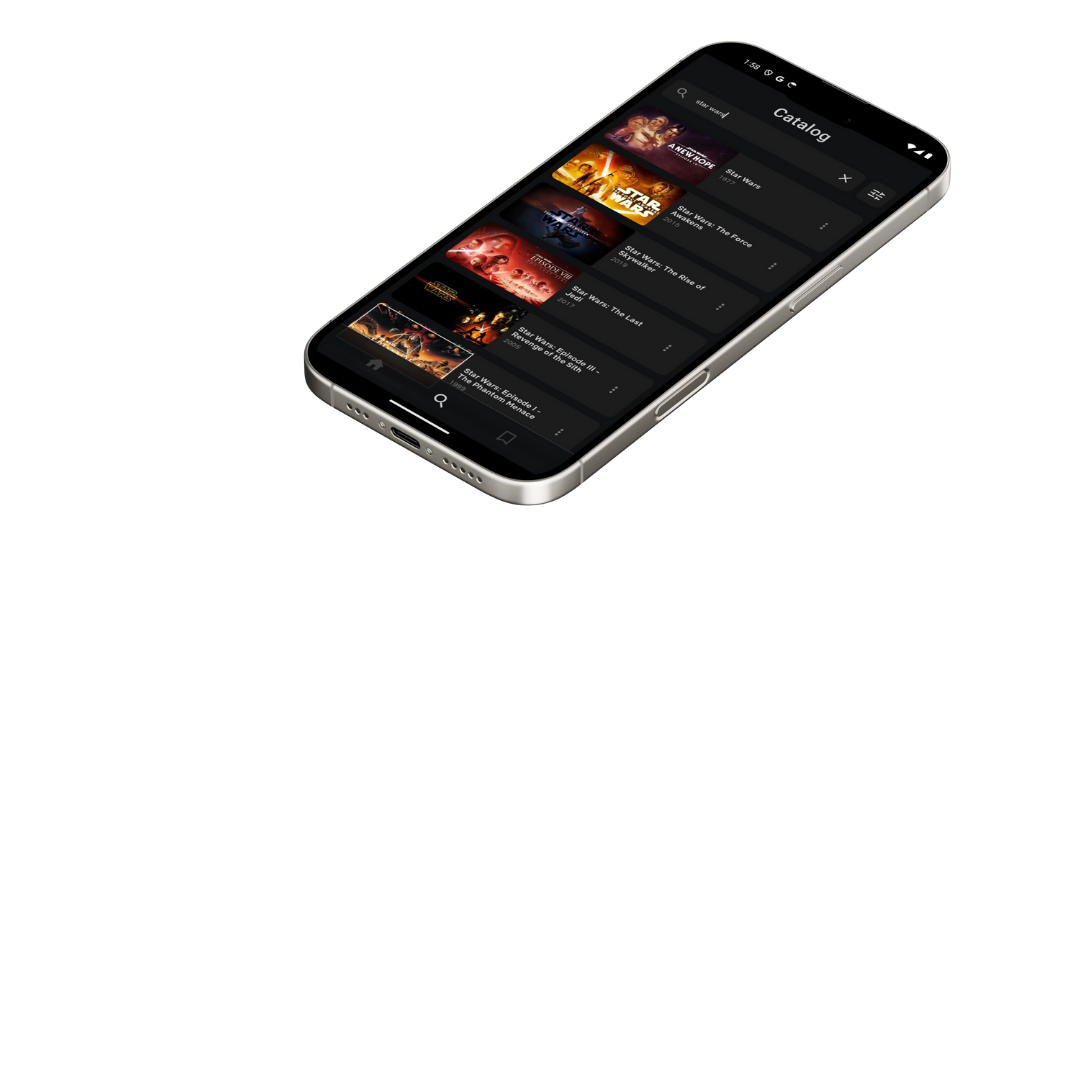 1:58
Catalog
star wars
STAR WARS
A NEW HOPE
Star Wars
1977
STAR
WARS
Star Wars: The Force
Awakens
2015
STAR
WARS
Star Wars: The Rise of
Skywalker
2019
EPISODE VIII
Star Wars: The Last
Jedi
2017
STAR
WARS
Star Wars: Episode III -
Revenge of the Sith
2005
Star Wars: Episode I -
The Phantom Menace
1999